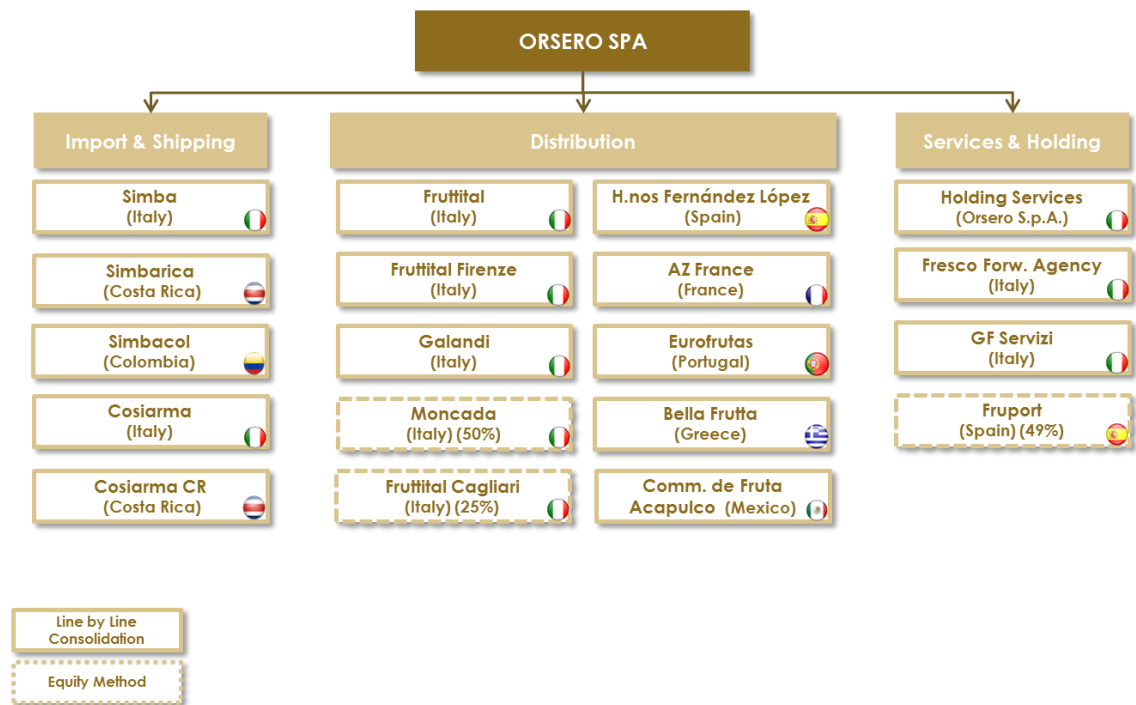 ORSERO SPA
Import & Shipping
Simba
(Italy)
Simbarica
(Costa Rica)
Simbacol
(Colombia)
Cosiarma
(Italy)
Cosiarma CR
(Costa Rica)
Distribution
Fruttital
(Italy)
Fruttital Firenze
(Italy)
Galandi
(Italy)
Moncada
(Italy) (50%)
Fruttital Cagliari
(Italy) (25%)
H.nos Fernández López
(Spain)
AZ France
(France)
Eurofrutas
(Portugal)
Bella Frutta
(Greece)
Comm. de Fruta
Acapulco (Mexico)
Services & Holding
Holding Services
(Orsero S.p.A.)
Fresco Forw. Agency
(Italy)
GF Servizi
(Italy)
Fruport
(Spain) (49%)
Line by Line
Consolidation
Equity Method